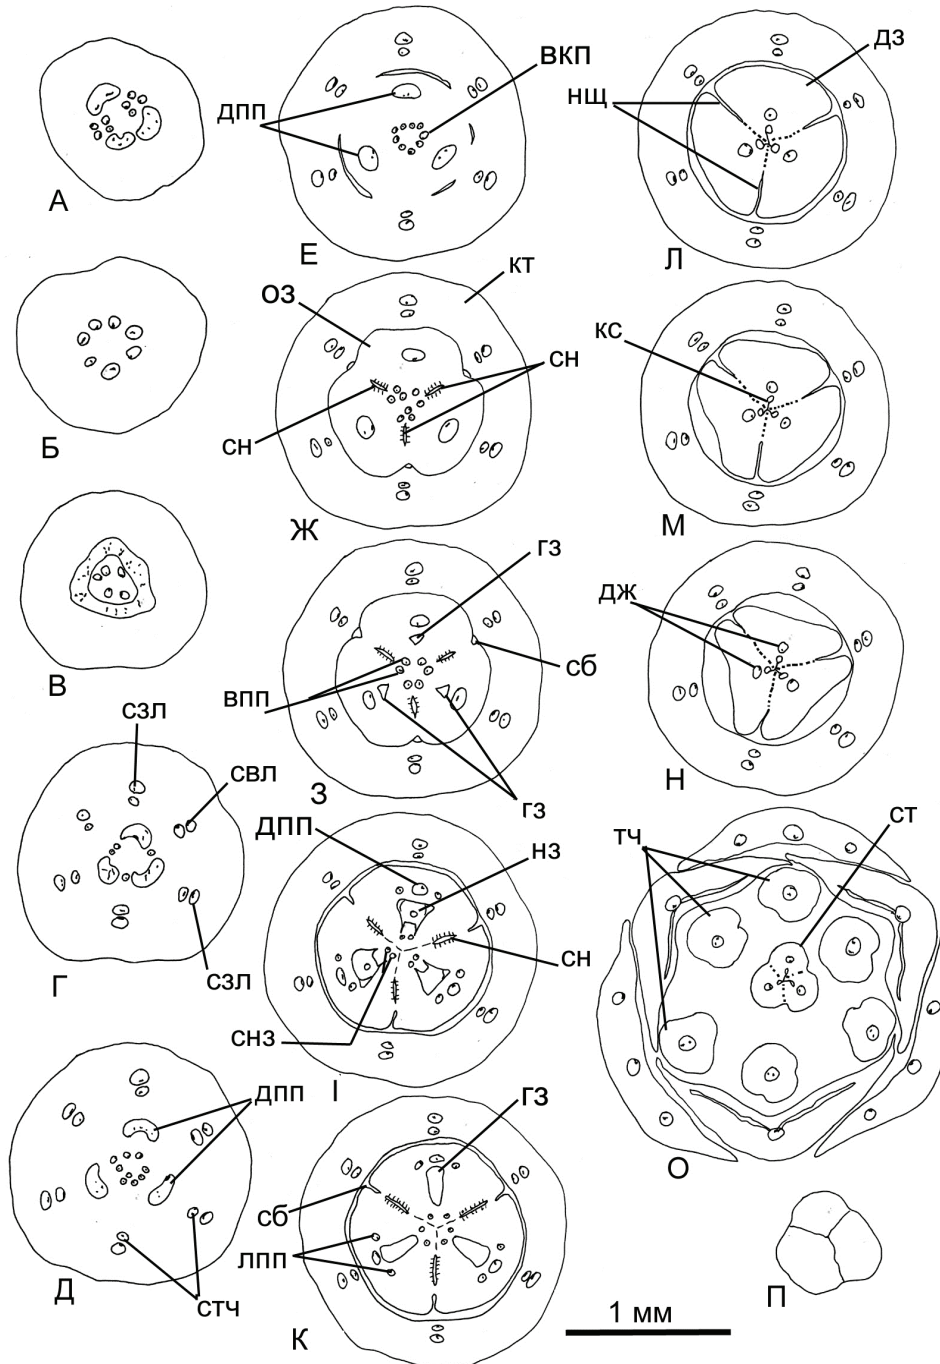 А
Б
В
СЗЛ
СВЛ
СЗЛ
Г
ДПП
СТЧ
Д
ВКП
ДПП
Е
КТ
ОЗ
СН
СН
Ж
ГЗ
СБ
ВПП
ГЗ
З
ДПП
НЗ
СН
СНЗ
І
ГЗ
СБ
ЛПП
К
ДЗ
НЩ
Л
КС
М
ДЖ
Н
СТ
ТЧ
О
П
1 мм